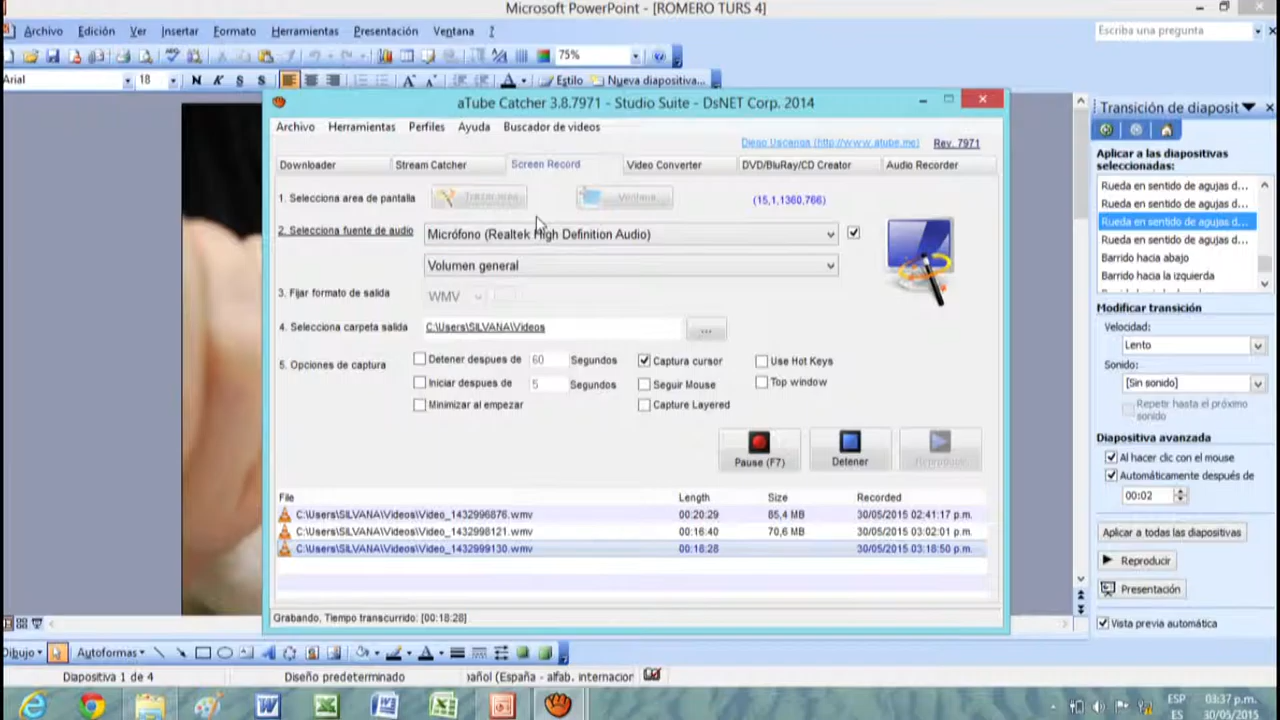 Microsoft PowerPoint - [ROMERO TURS 4]
Archivo Edición Ver Insertar Formato Herramientas Presentación Ventana ?
Escriba una pregunta
75%
Arial 18 N K S S Estilo Nueva diapositiva...
aTube Catcher 3.8.7971 - Studio Suite - DsNET Corp. 2014
Archivo Herramientas Perfiles Ayuda Buscador de videos
Diego Uscanga (http://www.atube.me) Rev. 7971
Downloader Stream Catcher Screen Record Video Converter DVD/BluRay/CD Creator Audio Recorder
1. Selecciona area de pantalla Trazar area Ventana (15,1,1360,766)
2. Selecciona fuente de audio Micrófono (Realtek High Definition Audio)
Volumen general
3. Fijar formato de salida WMV
4. Selecciona carpeta salida C:\Users\SILVANA\Videos ...
5. Opciones de captura Detener despues de 60 Segundos Captura cursor Use Hot Keys
Iniciar despues de 5 Segundos Seguir Mouse Top window
Minimizar al empezar Capture Layered
Pause (F7) Detener Reproducir
File Length Size Recorded
C:\Users\SILVANA\Videos\Video_1432996876.wmv 00:20:29 85,4 MB 30/05/2015 02:41:17 p.m.
C:\Users\SILVANA\Videos\Video_1432998121.wmv 00:16:40 70,6 MB 30/05/2015 03:02:01 p.m.
C:\Users\SILVANA\Videos\Video_1432999130.wmv 00:18:28 30/05/2015 03:18:50 p.m.
Grabando, Tiempo transcurrido: [00:18:28]
Transición de diaposit
Aplicar a las diapositivas
seleccionadas:
Rueda en sentido de agujas d...
Rueda en sentido de agujas d...
Rueda en sentido de agujas d...
Rueda en sentido de agujas d...
Barrido hacia abajo
Barrido hacia la izquierda
Modificar transición
Velocidad:
Lento
Sonido:
[Sin sonido]
Repetir hasta el próximo
sonido
Diapositiva avanzada
Al hacer clic con el mouse
Automáticamente después de
00:02
Aplicar a todas las diapositivas
Reproducir
Presentación
Vista previa automática
Dibujo Autoformas
Diapositiva 1 de 4 Diseño predeterminado pañol (España - alfab. internacior
ESP 03:37 p.m.
ES 30/05/2015